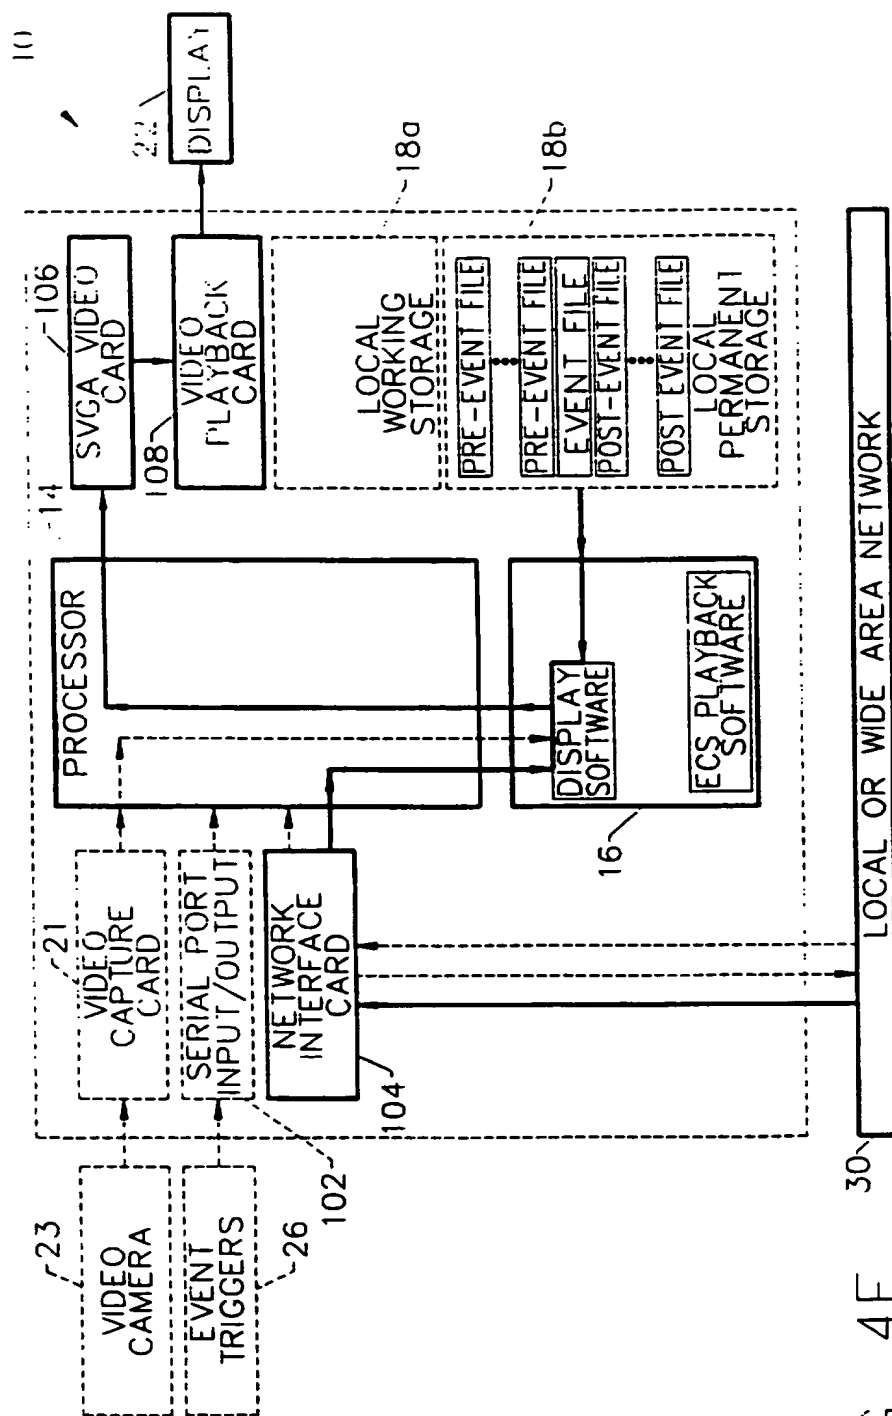 10
22
DISPLAY
106
SVGA VIDEO
CARD
14
108
VIDEO
PLAYBACK
CARD
18a
LOCAL
WORKING
STORAGE
18b
PRE-EVENT FILE
PRE-EVENT FILE
EVENT FILE
POST-EVENT FILE
POST EVENT FILE
LOCAL
PERMANENT
STORAGE
PROCESSOR
DISPLAY
SOFTWARE
ECS PLAYBACK
SOFTWARE
16
21
VIDEO
CAPTURE
CARD
SERIAL PORT
INPUT/OUTPUT
NETWORK
INTERFACE
CARD
104
102
23
VIDEO
CAMERA
EVENT
TRIGGERS
26
30
LOCAL OR WIDE AREA NETWORK